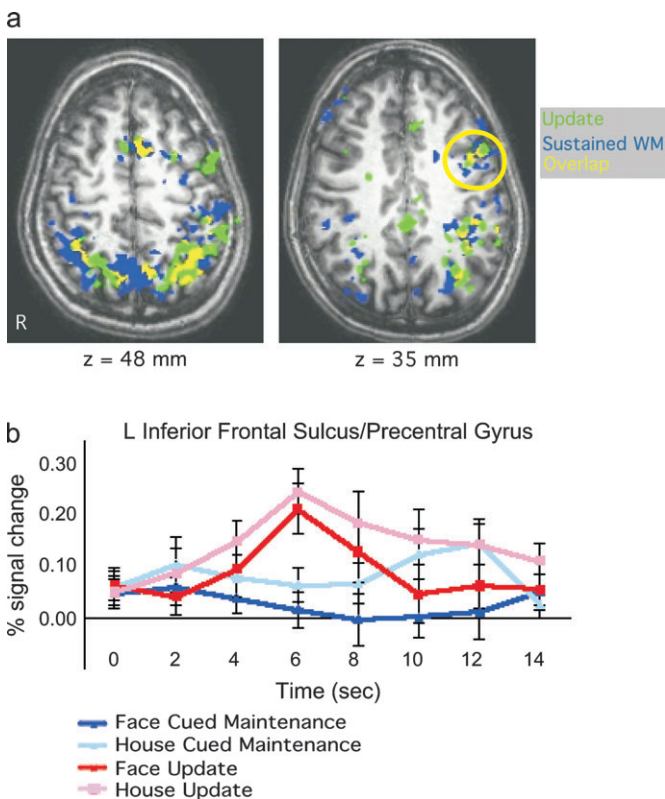 a
Update
Sustained WM
Overlap
R
z = 48 mm
z = 35 mm
b
L Inferior Frontal Sulcus/Precentral Gyrus
% signal change
0.30
0.20
0.10
0.00
0 2 4 6 8 10 12 14
Time (sec)
Face Cued Maintenance
House Cued Maintenance
Face Update
House Update